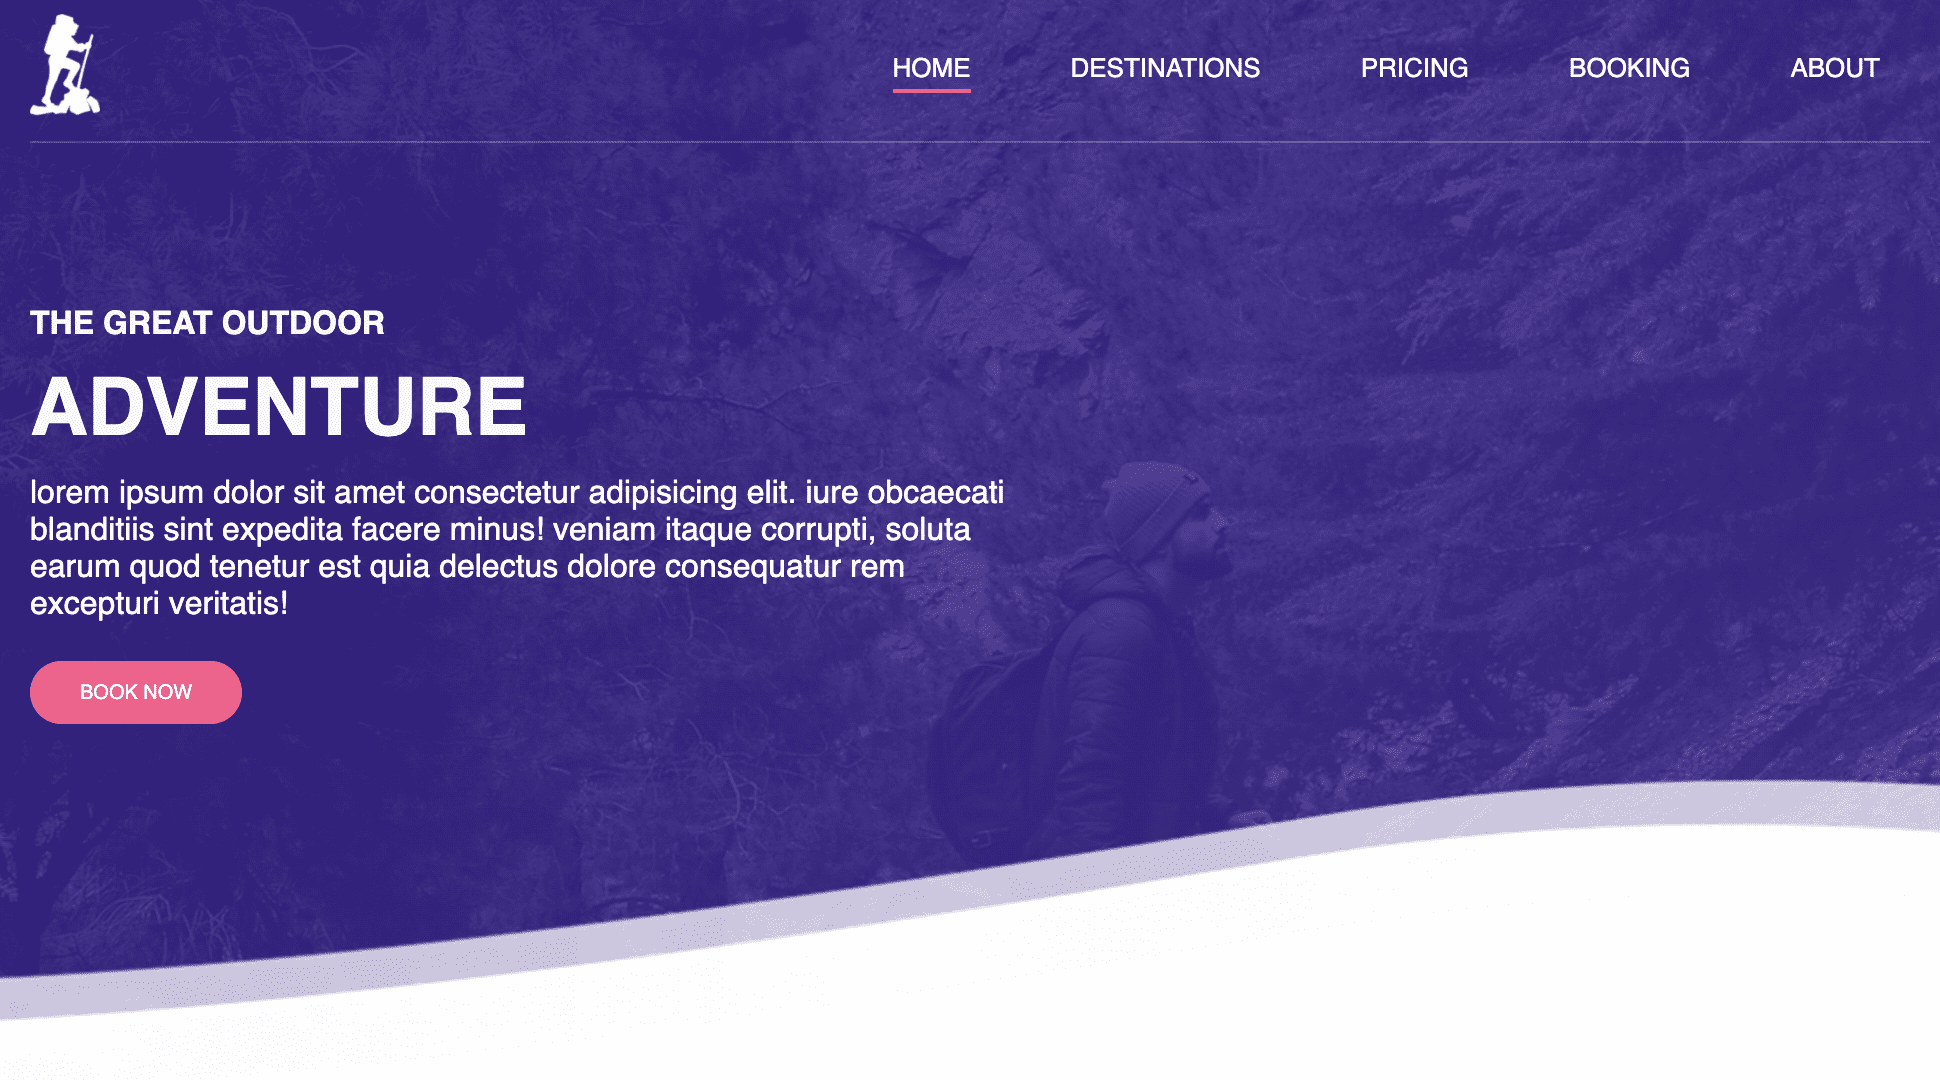 HOME DESTINATIONS PRICING BOOKING ABOUT
THE GREAT OUTDOOR
ADVENTURE
lorem ipsum dolor sit amet consectetur adipisicing elit. iure obcaecati
blanditiis sint expedita facere minus! veniam itaque corrupti, soluta
earum quod tenetur est quia delectus dolore consequatur rem
excepturi veritatis!
BOOK NOW